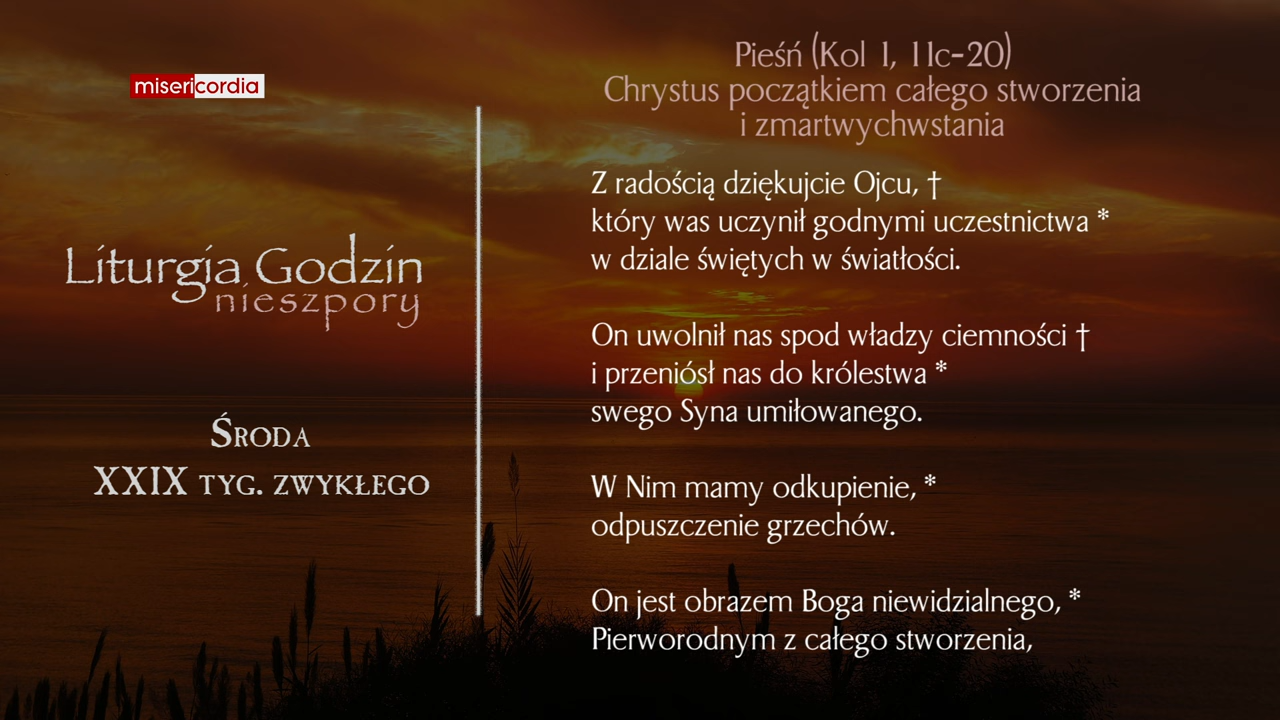 misericordia
Liturgia Godzin
nieszpory
Środa
XXIX tyg. zwykłego
Pieśń (Kol 1, 11c-20)
Chrystus początkiem całego stworzenia
i zmartwychwstania
Z radością dziękujcie Ojcu, †
który was uczynił godnymi uczestnictwa *
w dziale świętych w światłości.
On uwolnił nas spod władzy ciemności †
i przeniósł nas do królestwa *
swego Syna umiłowanego.
W Nim mamy odkupienie, *
odpuszczenie grzechów.
On jest obrazem Boga niewidzialnego, *
Pierworodnym z całego stworzenia,